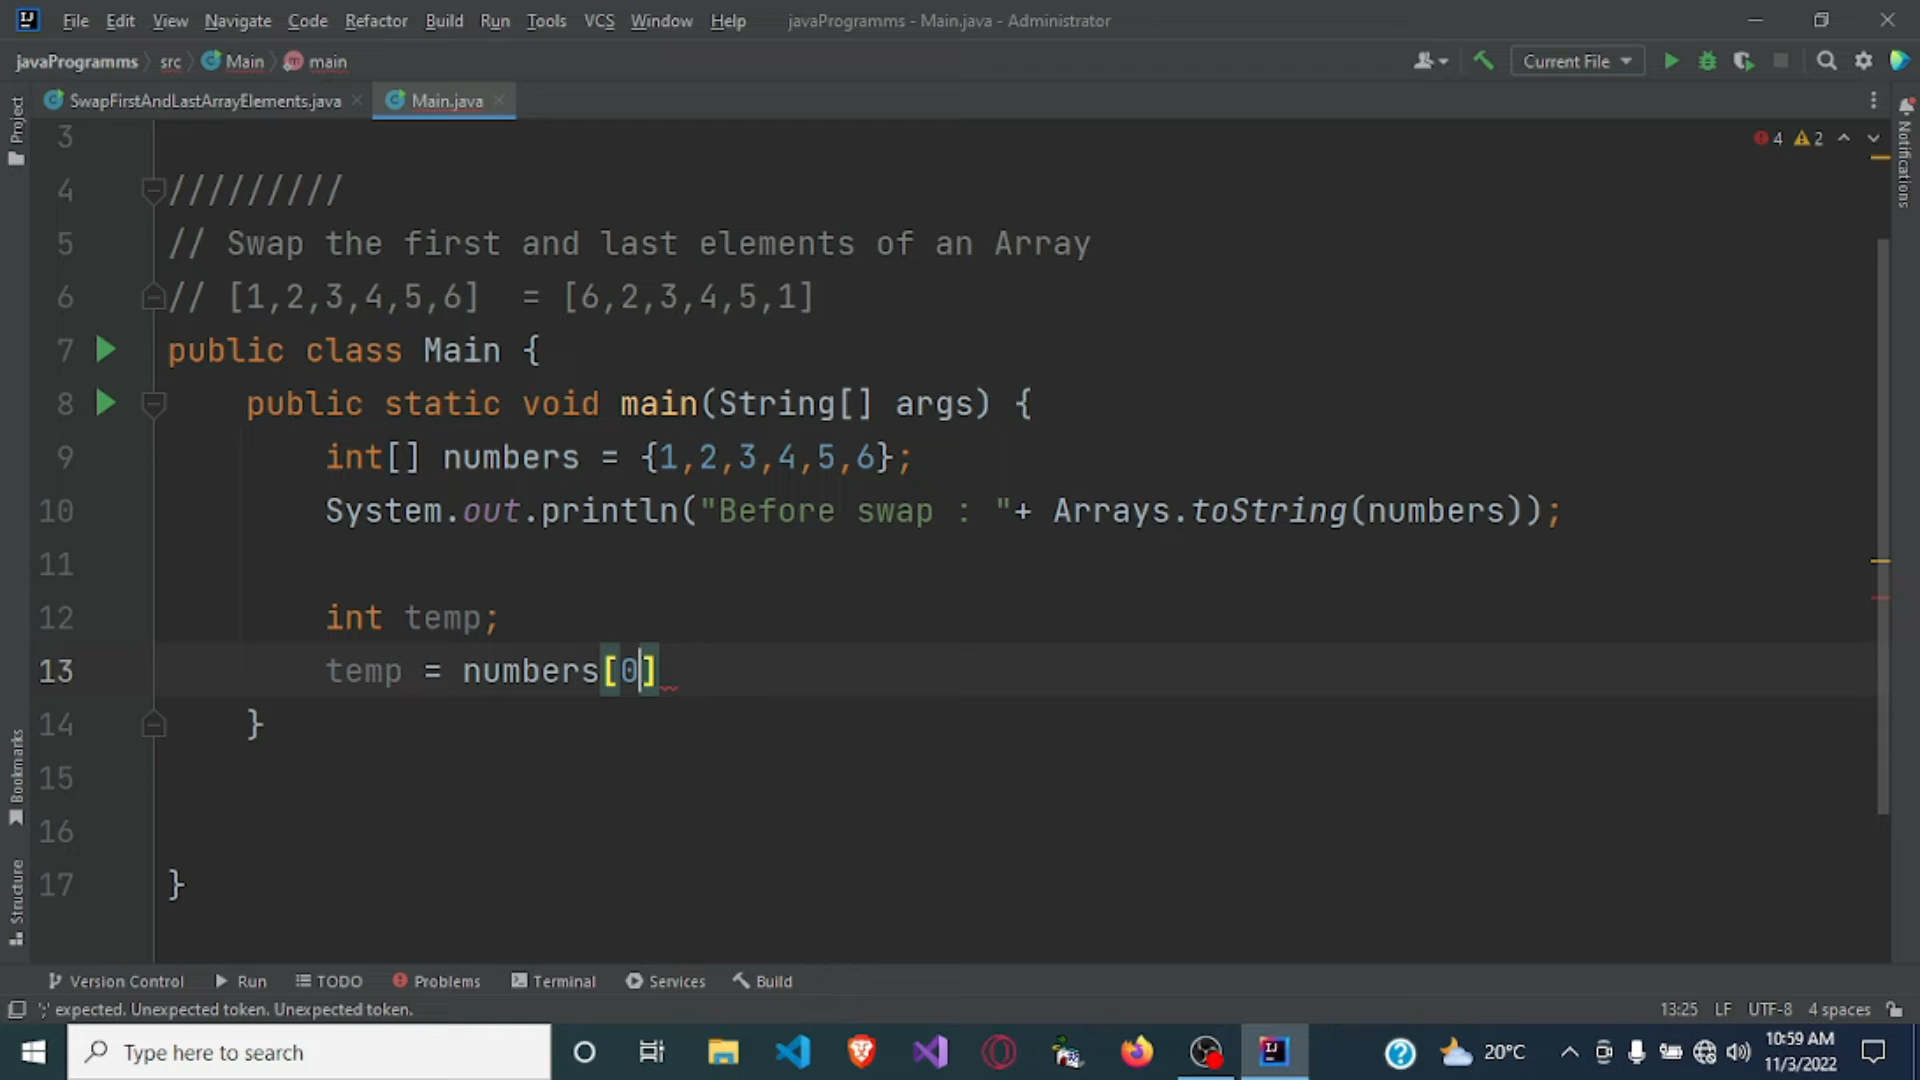 File Edit View Navigate Code Refactor Build Run Tools VCS Window Help javaProgramms - Main.java - Administrator
javaProgramms src Main main Current File
SwapFirstAndLastArrayElements.java Main.java
Project
Notifications
4 2
3
4 /////////
5 // Swap the first and last elements of an Array
6 // [1,2,3,4,5,6]  = [6,2,3,4,5,1]
7 public class Main {
8 public static void main(String[] args) {
9 int[] numbers = {1,2,3,4,5,6};
10 System.out.println("Before swap : "+ Arrays.toString(numbers));
11
12 int temp;
13 temp = numbers[0]
14 }
15
16
17 }
Bookmarks
Structure
Version Control Run TODO Problems Terminal Services Build
';' expected. Unexpected token. Unexpected token. 13:25 LF UTF-8 4 spaces
Type here to search 20°C 10:59 AM
11/3/2022